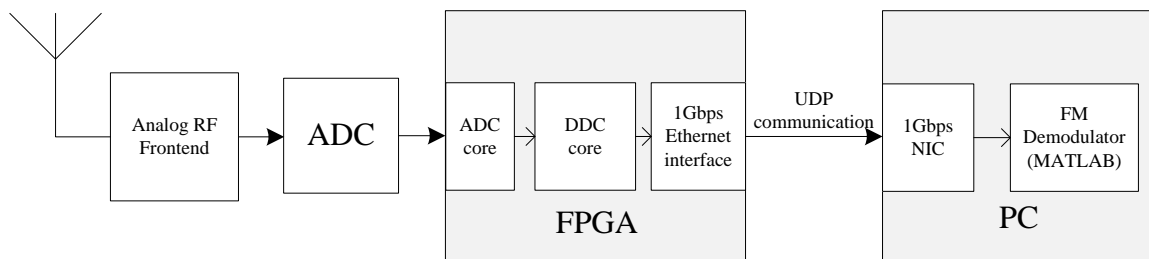 Analog RF
Frontend
ADC
ADC
core
DDC
core
1Gbps
Ethernet
interface
FPGA
UDP
communication
1Gbps
NIC
FM
Demodulator
(MATLAB)
PC